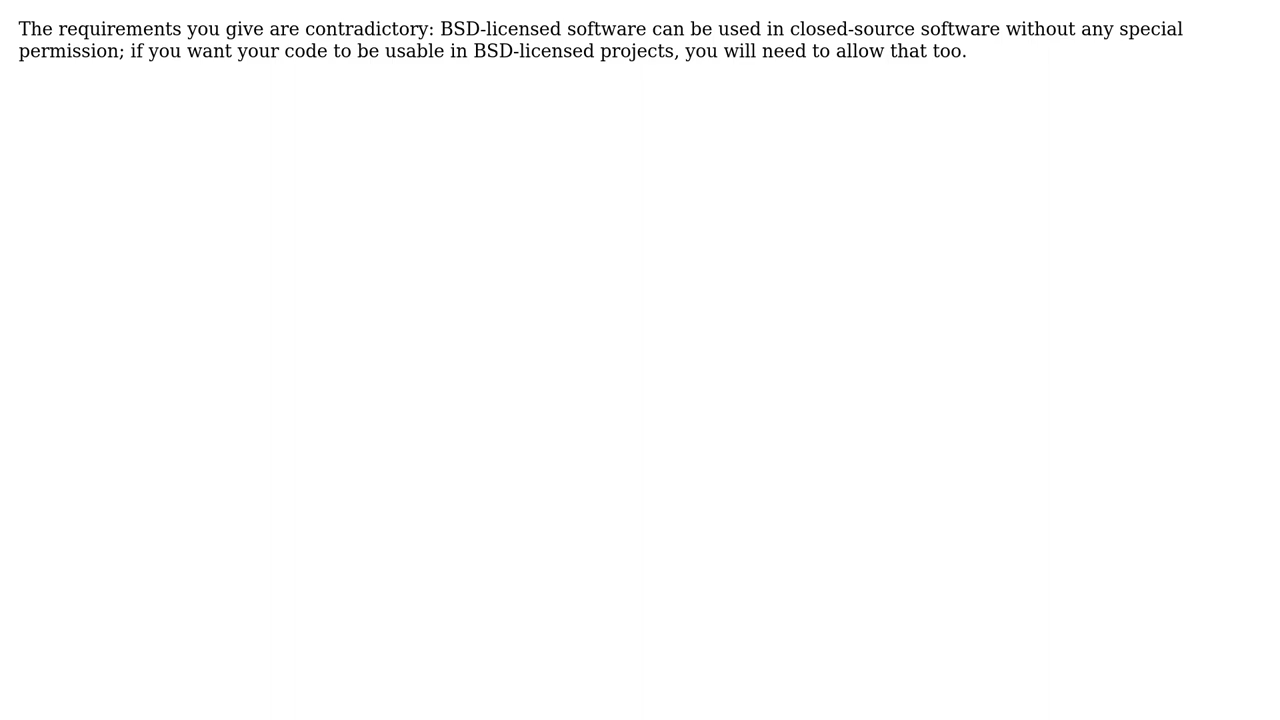 The requirements you give are contradictory: BSD-licensed software can be used in closed-source software without any special
permission; if you want your code to be usable in BSD-licensed projects, you will need to allow that too.